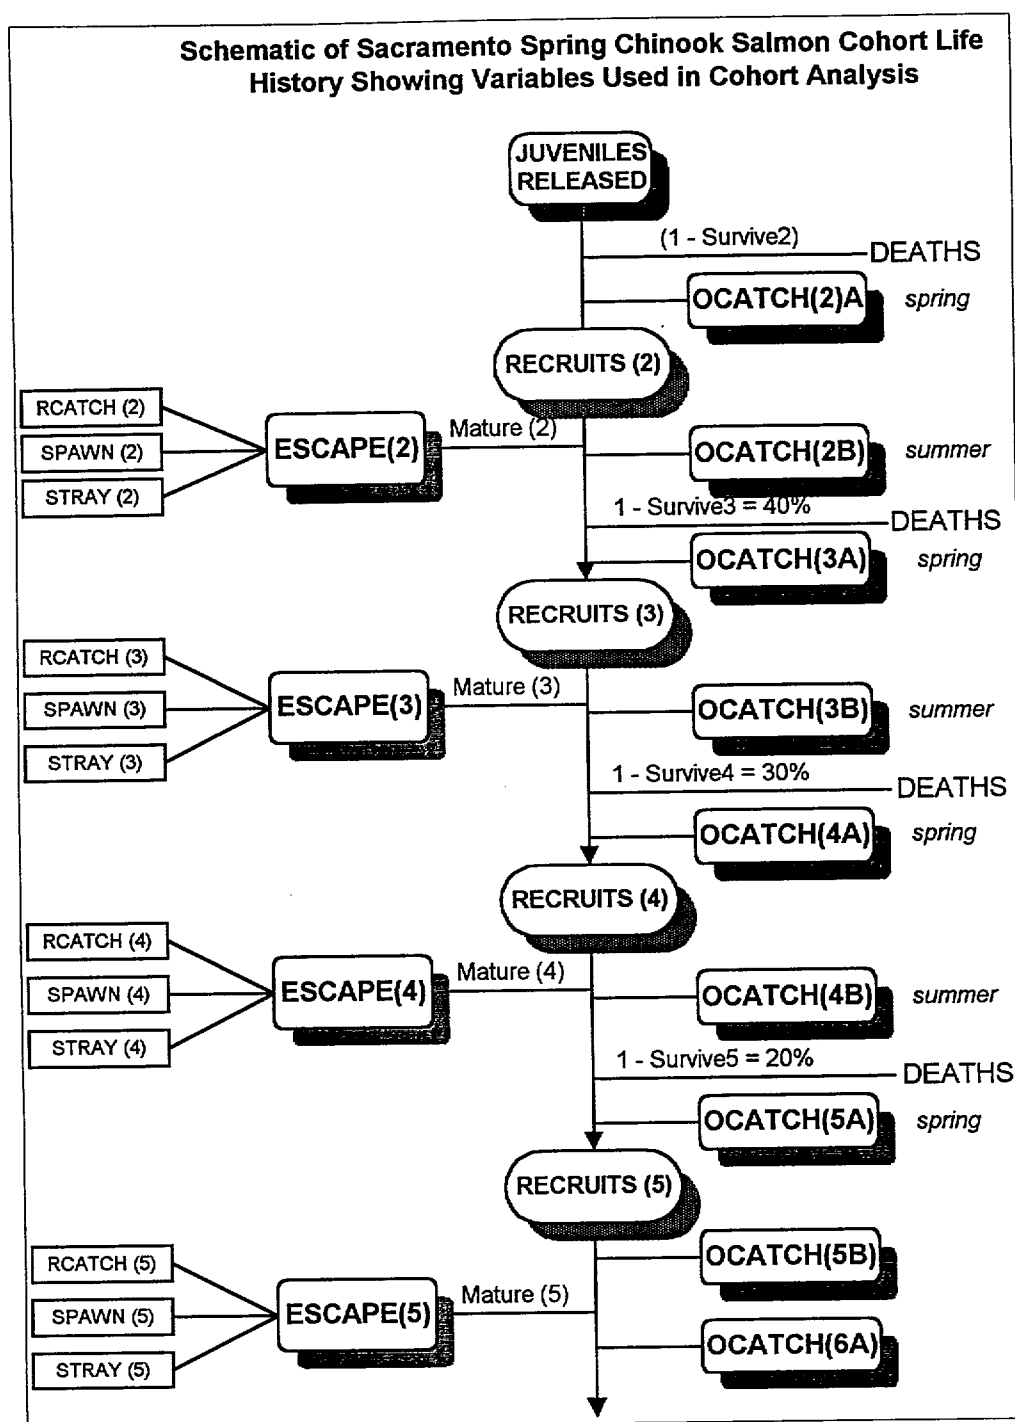 Schematic of Sacramento Spring Chinook Salmon Cohort Life
History Showing Variables Used in Cohort Analysis
JUVENILES
RELEASED
(1 - Survive2)
DEATHS
OCATCH(2)A
spring
RECRUITS (2)
RCATCH (2)
SPAWN (2)
STRAY (2)
ESCAPE(2)
Mature (2)
OCATCH(2B)
summer
1 - Survive3 = 40%
DEATHS
OCATCH(3A)
spring
RECRUITS (3)
RCATCH (3)
SPAWN (3)
STRAY (3)
ESCAPE(3)
Mature (3)
OCATCH(3B)
summer
1 - Survive4 = 30%
DEATHS
OCATCH(4A)
spring
RECRUITS (4)
RCATCH (4)
SPAWN (4)
STRAY (4)
ESCAPE(4)
Mature (4)
OCATCH(4B)
summer
1 - Survive5 = 20%
DEATHS
OCATCH(5A)
spring
RECRUITS (5)
RCATCH (5)
SPAWN (5)
STRAY (5)
ESCAPE(5)
Mature (5)
OCATCH(5B)
OCATCH(6A)